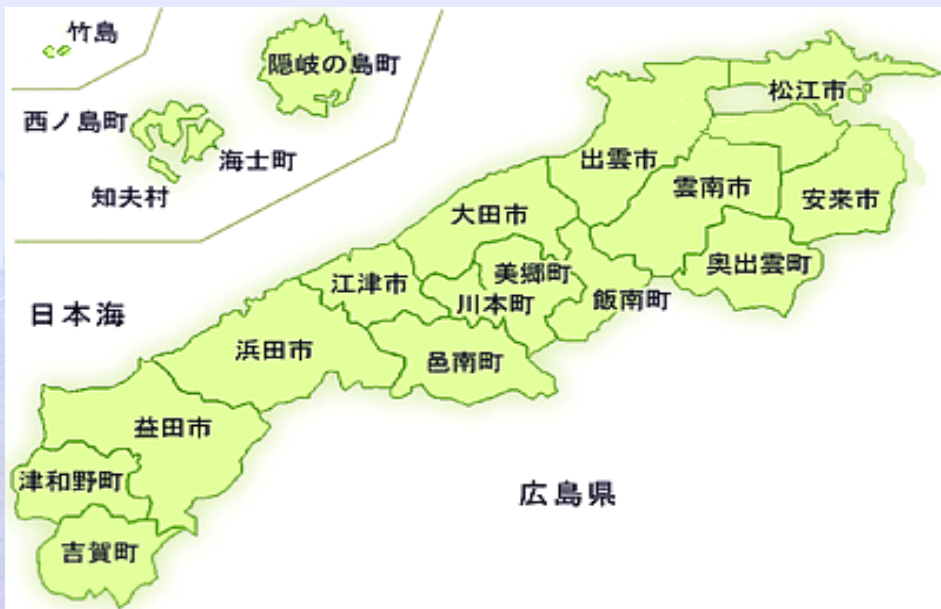 竹島
隠岐の島町
西ノ島町
海士町
知夫村
松江市
出雲市
雲南市
安来市
大田市
奥出雲町
美郷町
江津市
川本町
飯南町
日本海
浜田市
邑南町
益田市
津和野町
広島県
吉賀町